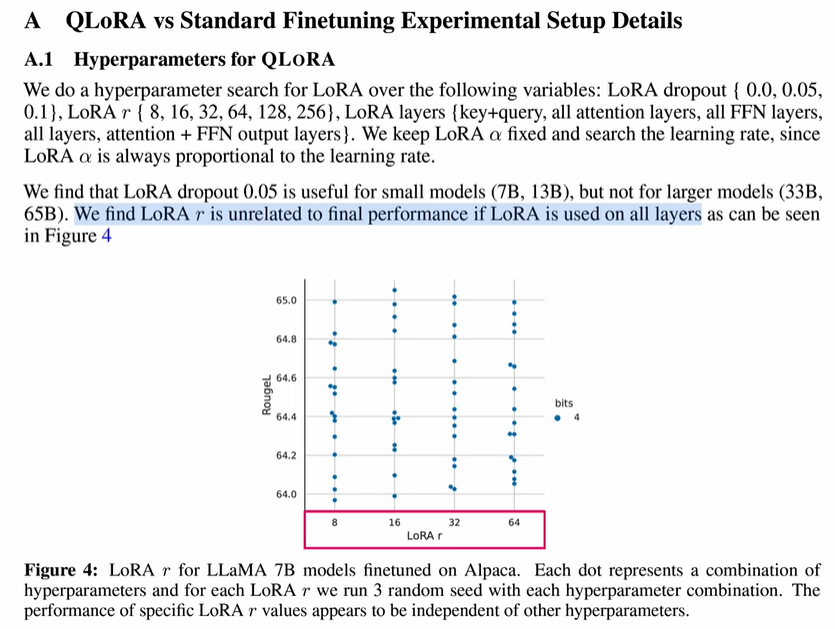 A QLoRA vs Standard Finetuning Experimental Setup Details
A.1 Hyperparameters for QLORA
We do a hyperparameter search for LoRA over the following variables: LoRA dropout { 0.0, 0.05,
0.1}, LoRA r { 8, 16, 32, 64, 128, 256}, LoRA layers {key+query, all attention layers, all FFN layers,
all layers, attention + FFN output layers}. We keep LoRA α fixed and search the learning rate, since
LoRA α is always proportional to the learning rate.
We find that LoRA dropout 0.05 is useful for small models (7B, 13B), but not for larger models (33B,
65B). We find LoRA r is unrelated to final performance if LoRA is used on all layers as can be seen
in Figure 4
65.0
64.8
64.6
64.4
64.2
64.0
RougeL
8 16 32 64
LoRA r
bits
4
Figure 4: LoRA r for LLaMA 7B models finetuned on Alpaca. Each dot represents a combination of
hyperparameters and for each LoRA r we run 3 random seed with each hyperparameter combination. The
performance of specific LoRA r values appears to be independent of other hyperparameters.